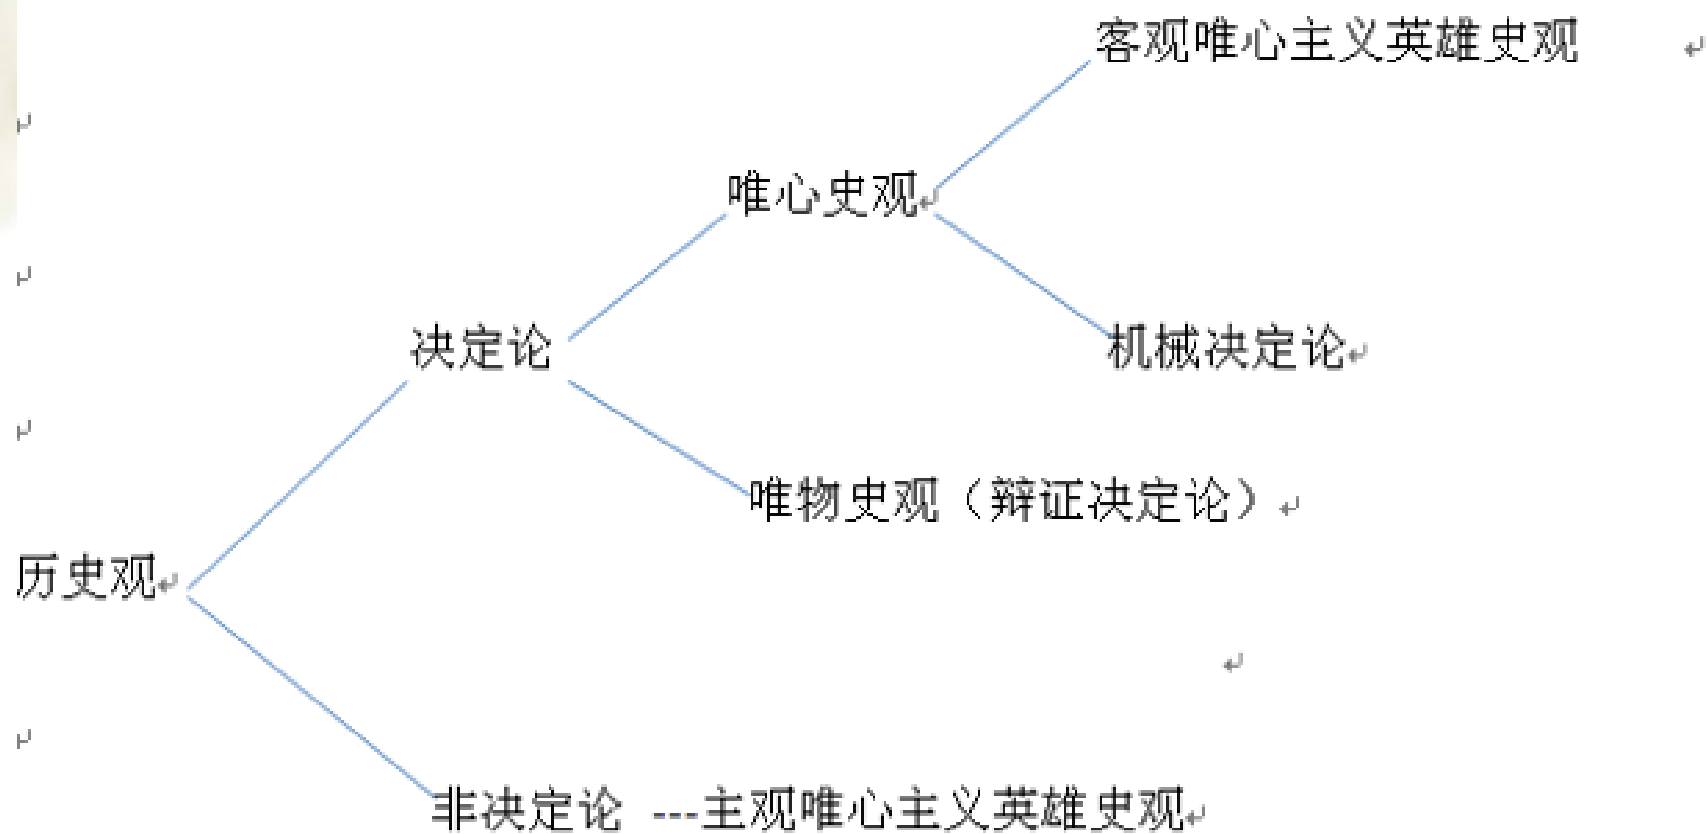 客观唯心主义英雄史观
唯心史观
决定论
机械决定论
唯物史观（辩证决定论）
历史观
非决定论 ---主观唯心主义英雄史观